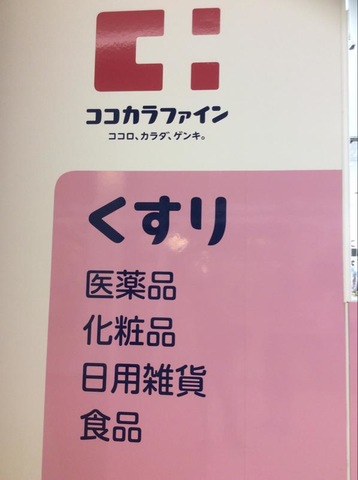 ココカラファイン
ココロ、カラダ、ゲンキ。
くすり
医薬品
化粧品
日用雑貨
食品